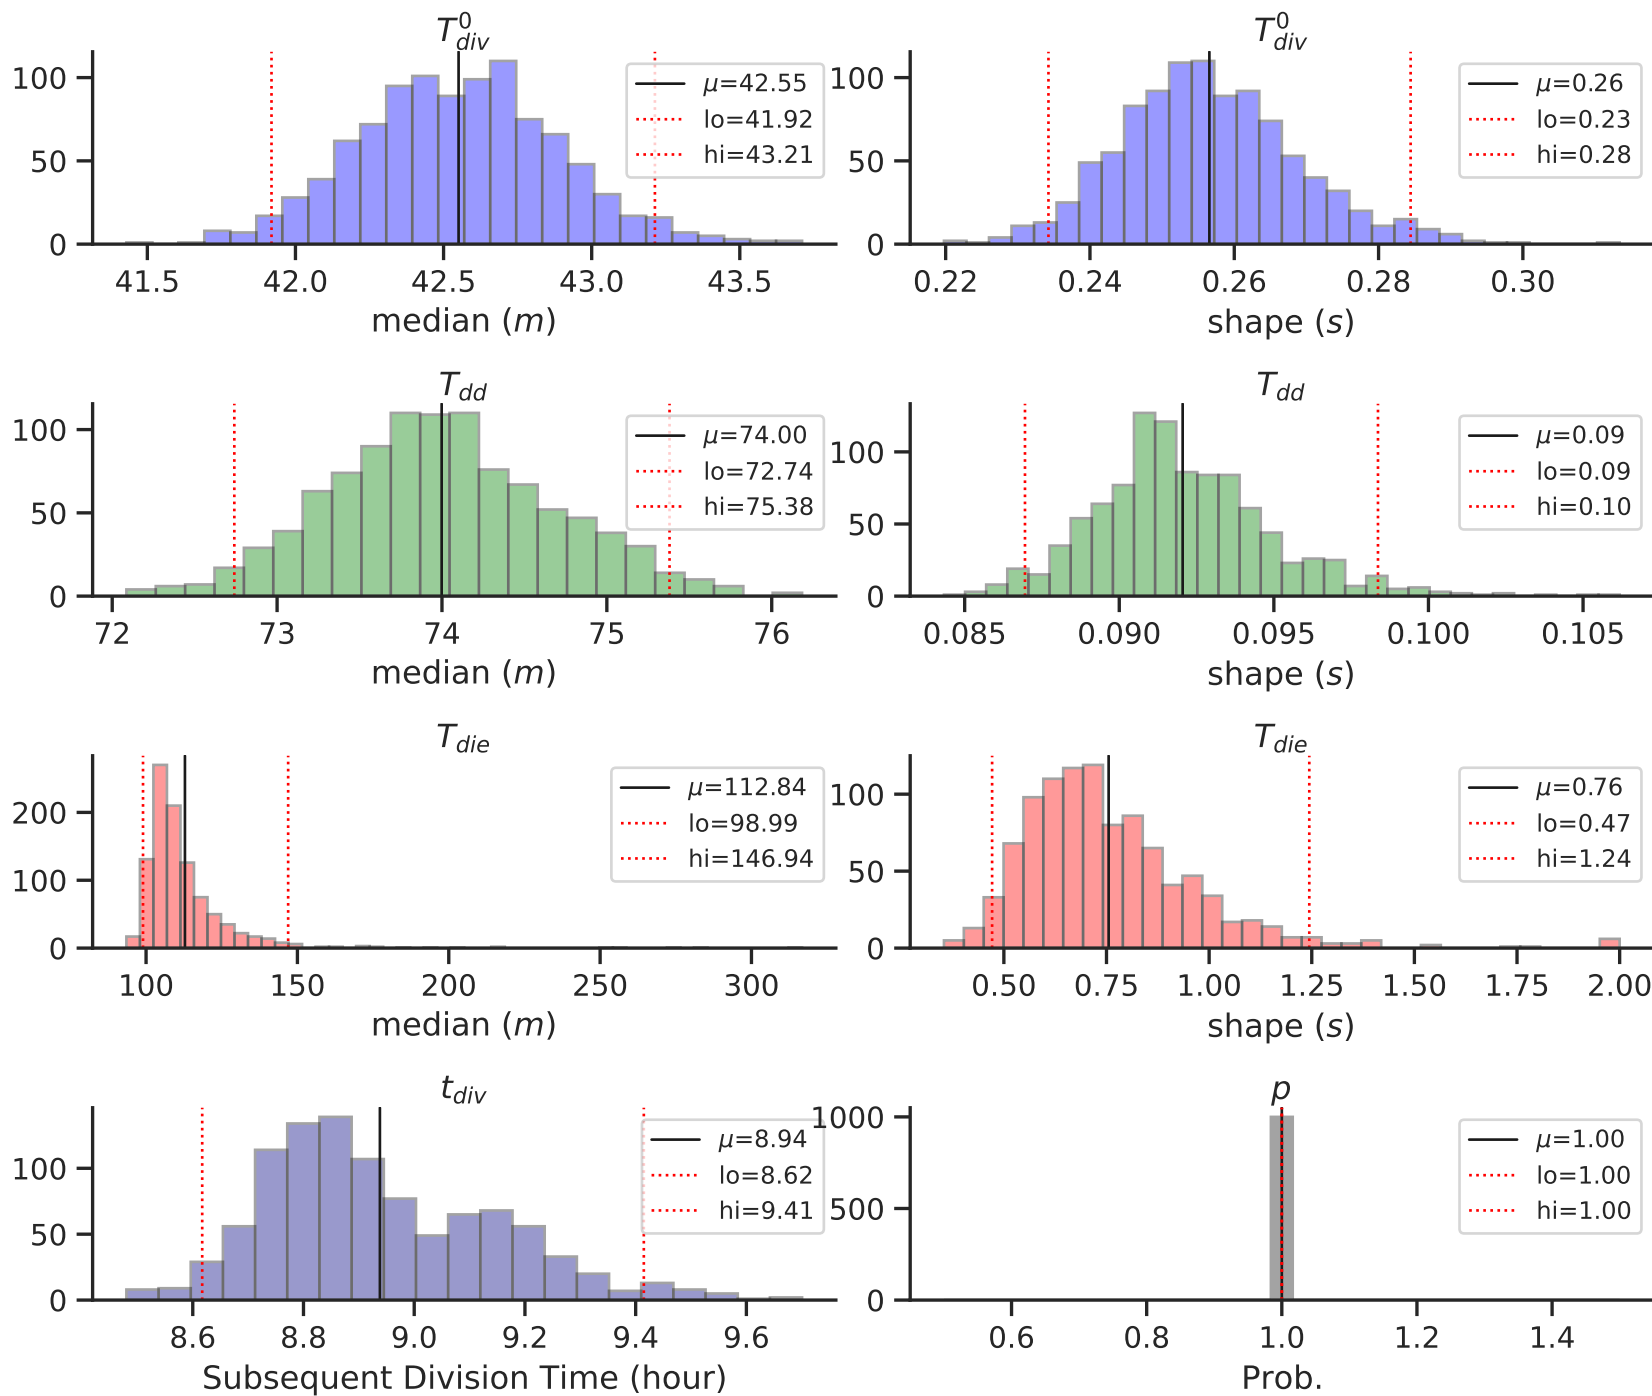 T⁰div
100
50
0
μ=42.55
lo=41.92
hi=43.21
41.5 42.0 42.5 43.0 43.5
median (m)
T⁰div
100
50
0
μ=0.26
lo=0.23
hi=0.28
0.22 0.24 0.26 0.28 0.30
shape (s)
Tdd
100
50
0
μ=74.00
lo=72.74
hi=75.38
72 73 74 75 76
median (m)
Tdd
100
50
0
μ=0.09
lo=0.09
hi=0.10
0.085 0.090 0.095 0.100 0.105
shape (s)
Tdie
200
100
0
μ=112.84
lo=98.99
hi=146.94
100 150 200 250 300
median (m)
Tdie
100
50
0
μ=0.76
lo=0.47
hi=1.24
0.50 0.75 1.00 1.25 1.50 1.75 2.00
shape (s)
tdiv
100
50
0
μ=8.94
lo=8.62
hi=9.41
8.6 8.8 9.0 9.2 9.4 9.6
Subsequent Division Time (hour)
p
1000
500
0
μ=1.00
lo=1.00
hi=1.00
0.6 0.8 1.0 1.2 1.4
Prob.